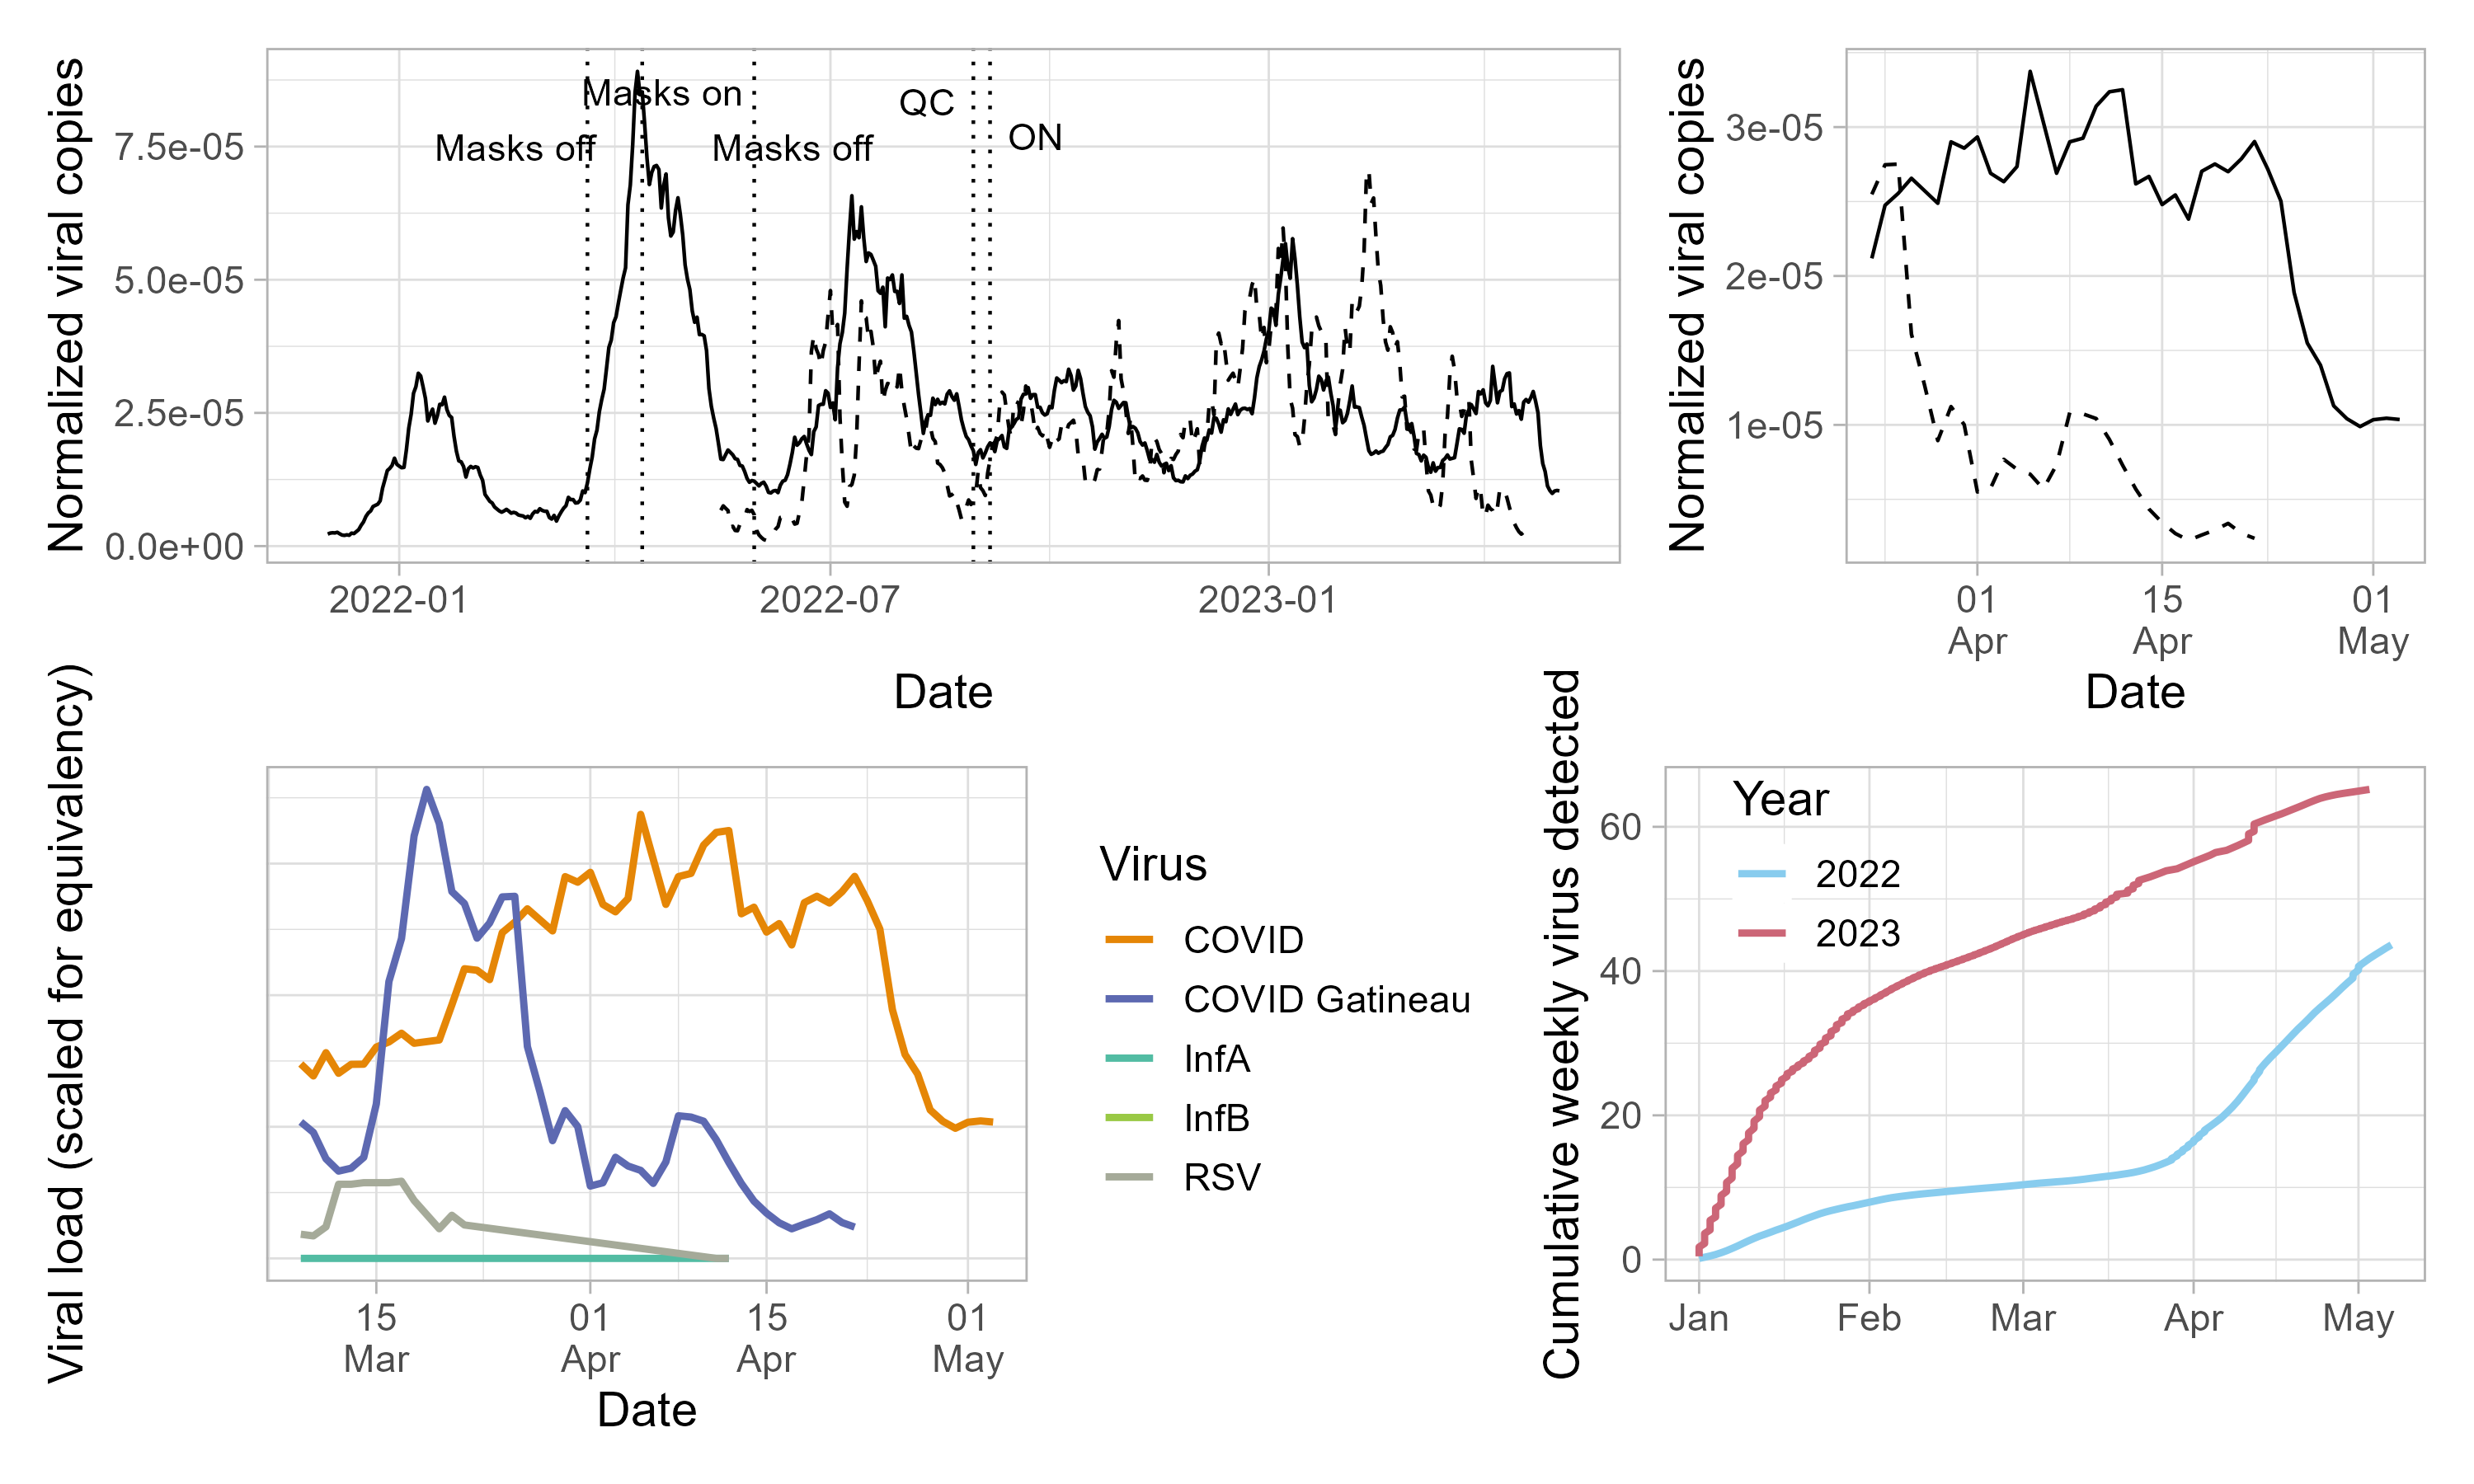 Normalized viral copies
7.5e-05
5.0e-05
2.5e-05
0.0e+00
Masks off
Masks on
Masks off
QC
ON
2022-01
2022-07
2023-01
Date
Normalized viral copies
3e-05
2e-05
1e-05
01
Apr
15
Apr
01
May
Date
Viral load (scaled for equivalency)
15
Mar
01
Apr
15
Apr
01
May
Date
Virus
COVID
COVID Gatineau
InfA
InfB
RSV
Cumulative weekly virus detected
60
40
20
0
Year
2022
2023
Jan
Feb
Mar
Apr
May